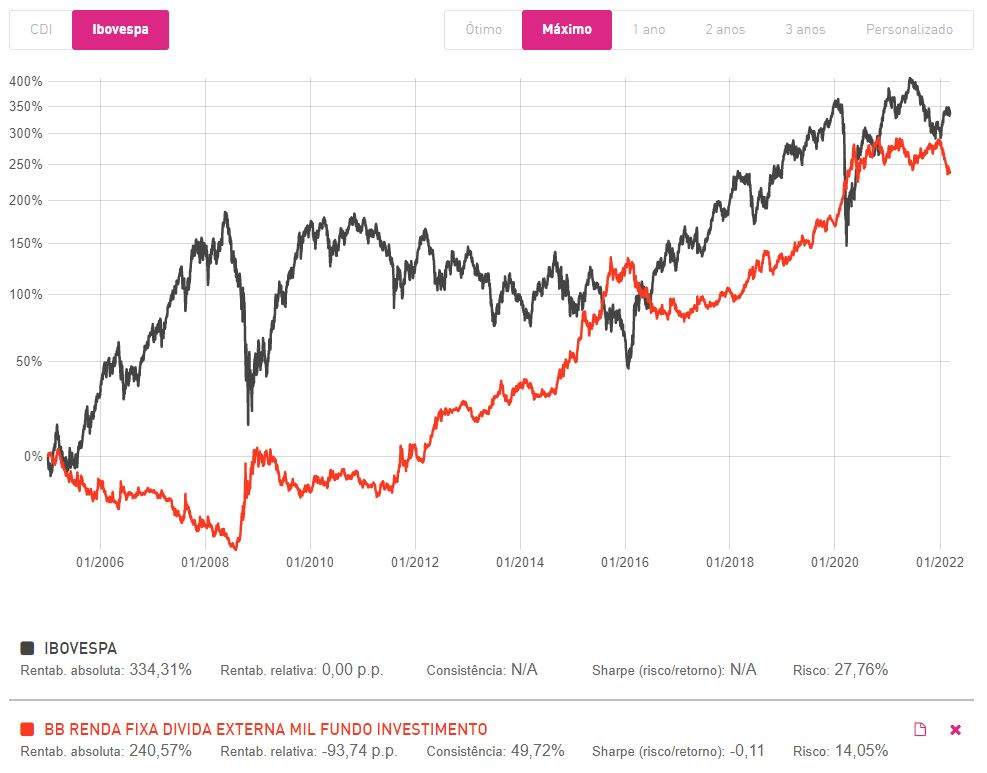 CDI Ibovespa Ótimo Máximo 1 ano 2 anos 3 anos Personalizado
400%
350%
300%
250%
200%
150%
100%
50%
0%
01/2006 01/2008 01/2010 01/2012 01/2014 01/2016 01/2018 01/2020 01/2022
IBOVESPA
Rentab. absoluta: 334,31% Rentab. relativa: 0,00 p.p. Consistência: N/A Sharpe (risco/retorno): N/A Risco: 27,76%
BB RENDA FIXA DIVIDA EXTERNA MIL FUNDO INVESTIMENTO
Rentab. absoluta: 240,57% Rentab. relativa: -93,74 p.p. Consistência: 49,72% Sharpe (risco/retorno): -0,11 Risco: 14,05%